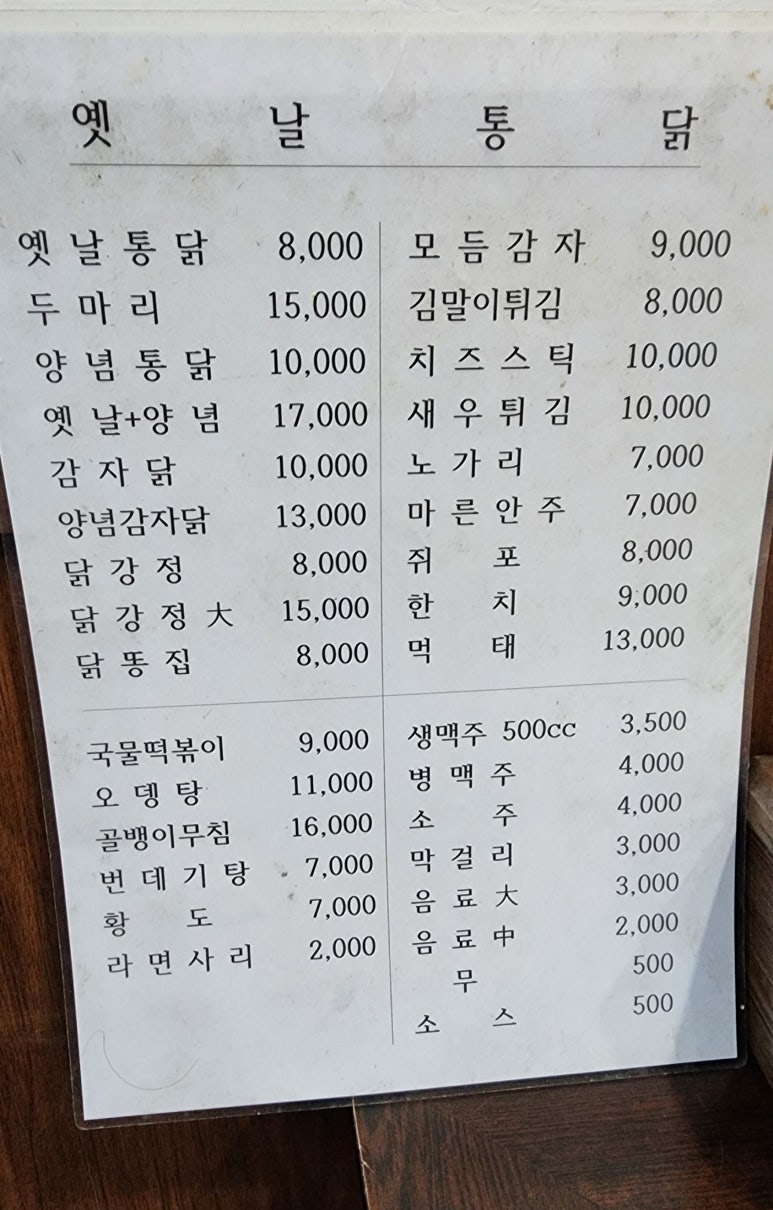 옛 날 통 닭
옛 날 통 닭 8,000
두 마 리 15,000
양 념 통 닭 10,000
옛 날+양 념 17,000
감 자 닭 10,000
양념감자닭 13,000
닭 강 정 8,000
닭 강 정 大 15,000
닭 똥 집 8,000
국물떡볶이 9,000
오 뎅 탕 11,000
골뱅이무침 16,000
번 데 기 탕 7,000
황 도 7,000
라 면 사 리 2,000
모 듬 감 자 9,000
김말이튀김 8,000
치 즈 스 틱 10,000
새 우 튀 김 10,000
노 가 리 7,000
마 른 안 주 7,000
쥐 포 8,000
한 치 9,000
먹 태 13,000
생맥주 500cc 3,500
병 맥 주 4,000
소 주 4,000
막 걸 리 3,000
음 료 大 3,000
음 료 中 2,000
무 500
소 스 500